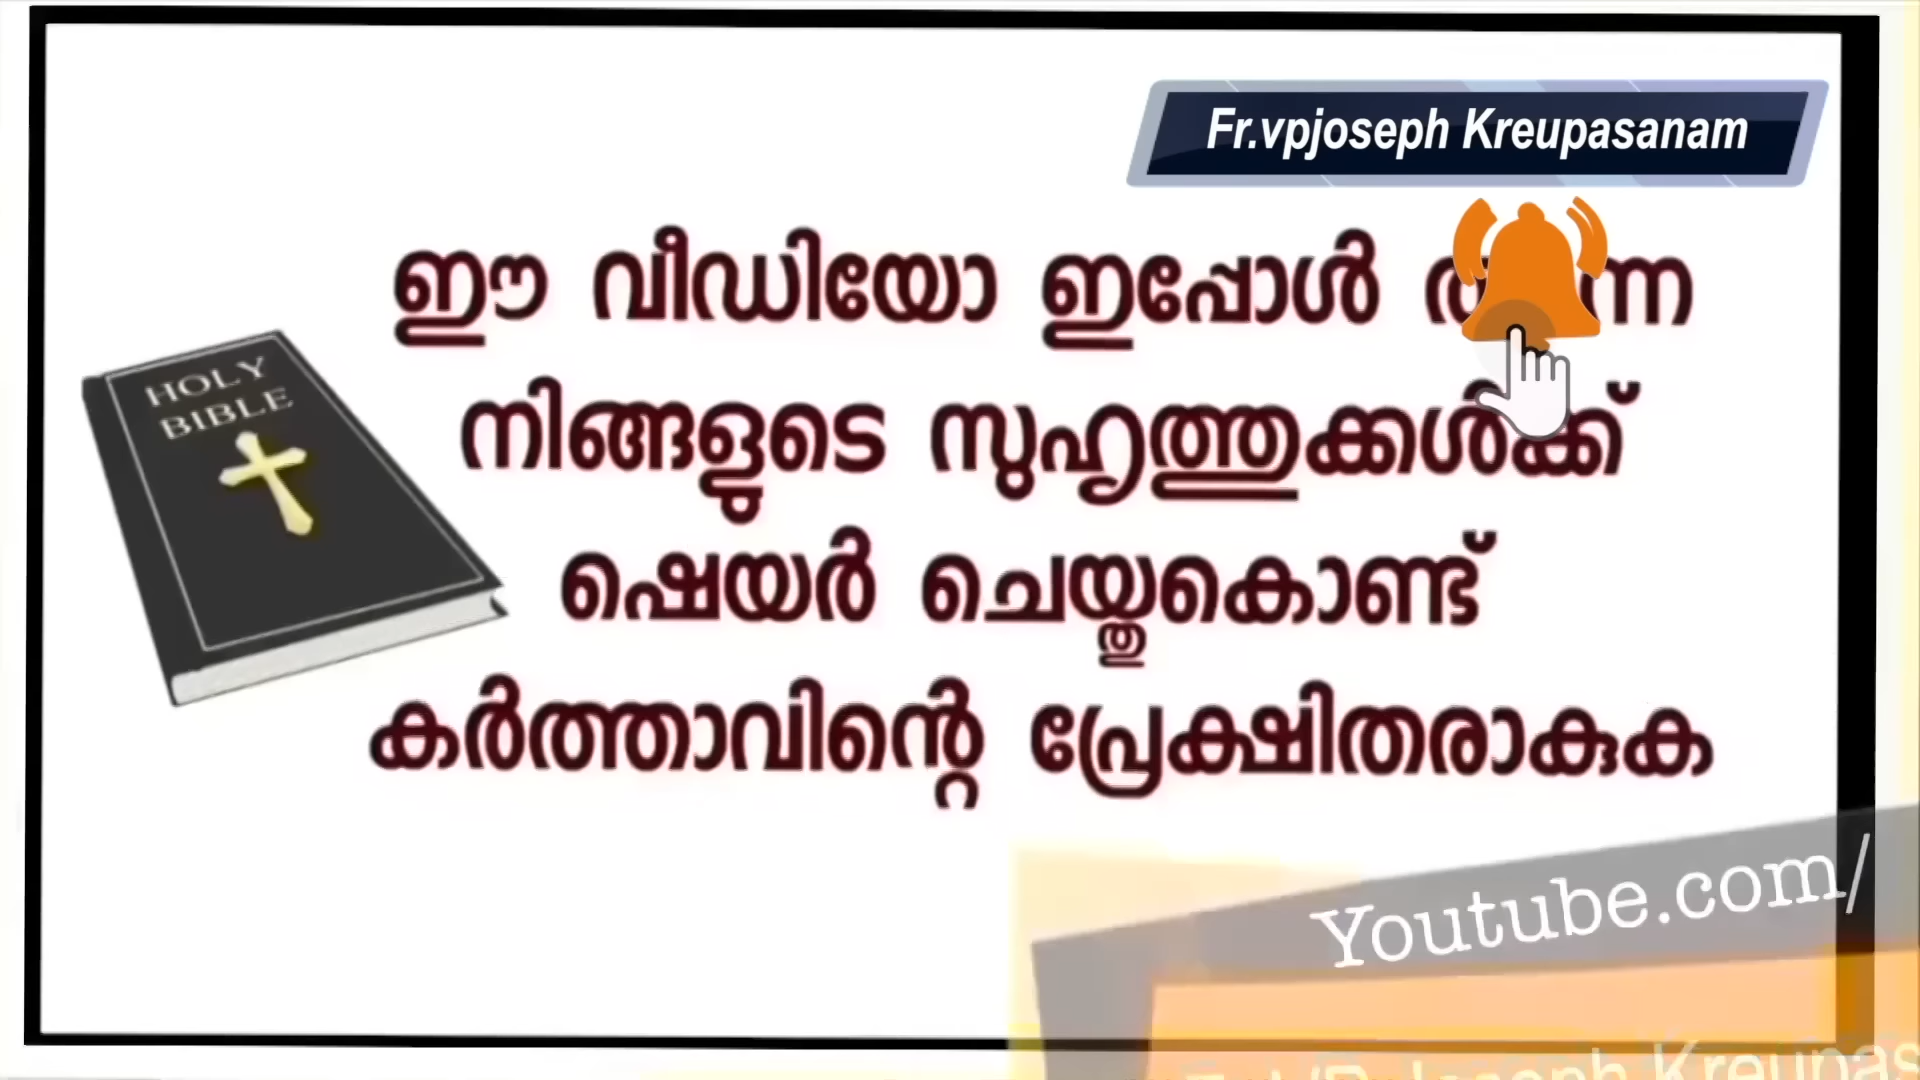 Fr.vpjoseph Kreupasanam
ഈ വീഡിയോ ഇപ്പോൾ
നിങ്ങളുടെ സുഹൃത്തുക്കൾക്ക്
ഷെയർ ചെയ്തുകൊണ്ട്
കർത്താവിന്റെ പ്രേക്ഷിതരാകുക
HOLY
BIBLE
Youtube.com/